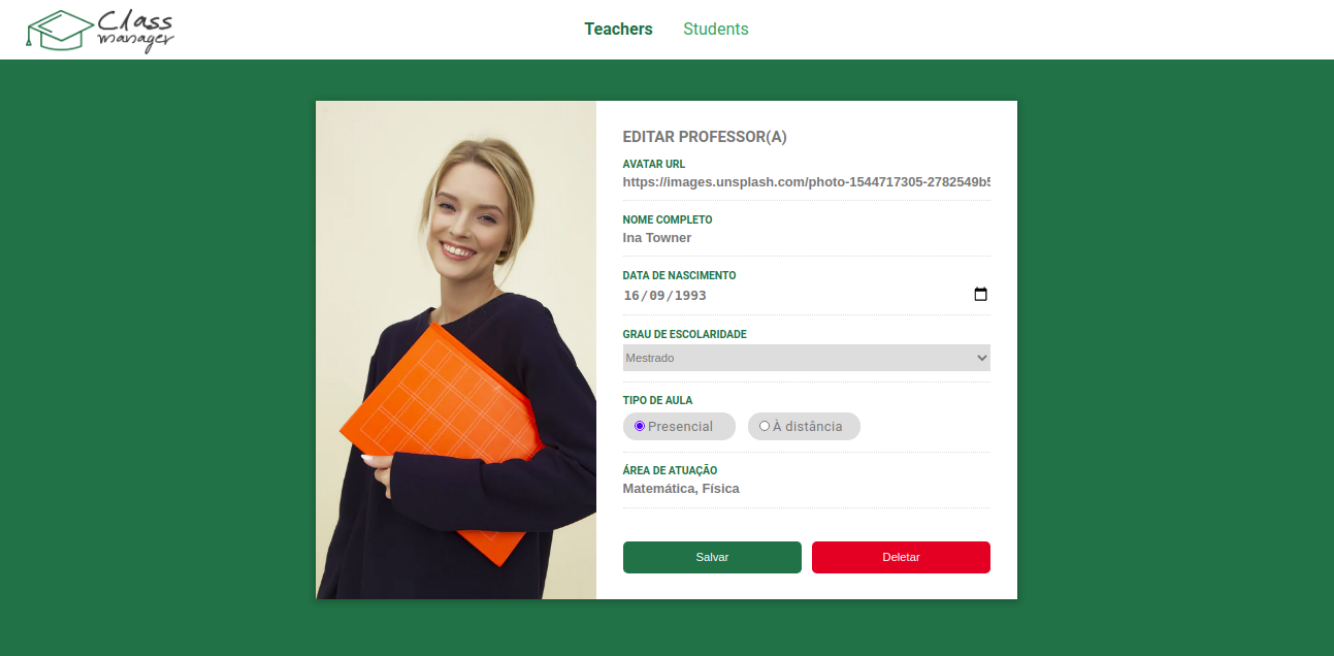 Class
manager
Teachers
Students
EDITAR PROFESSOR(A)
AVATAR URL
https://images.unsplash.com/photo-1544717305-2782549b5
NOME COMPLETO
Ina Towner
DATA DE NASCIMENTO
16/09/1993
GRAU DE ESCOLARIDADE
Mestrado
TIPO DE AULA
Presencial
À distância
ÁREA DE ATUAÇÃO
Matemática, Física
Salvar
Deletar